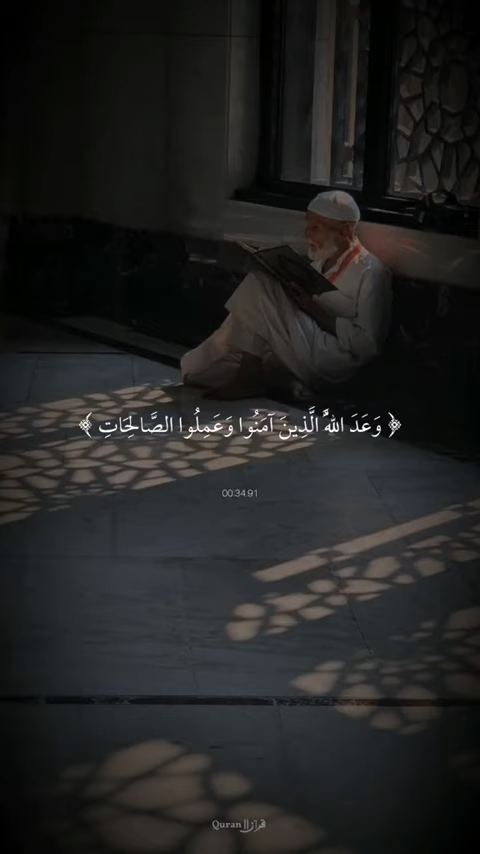 ﴿ وَعَدَ اللَّهُ الَّذِينَ آمَنُوا وَعَمِلُوا الصَّالِحَاتِ ﴾
00:34.91
Quran || قرآن